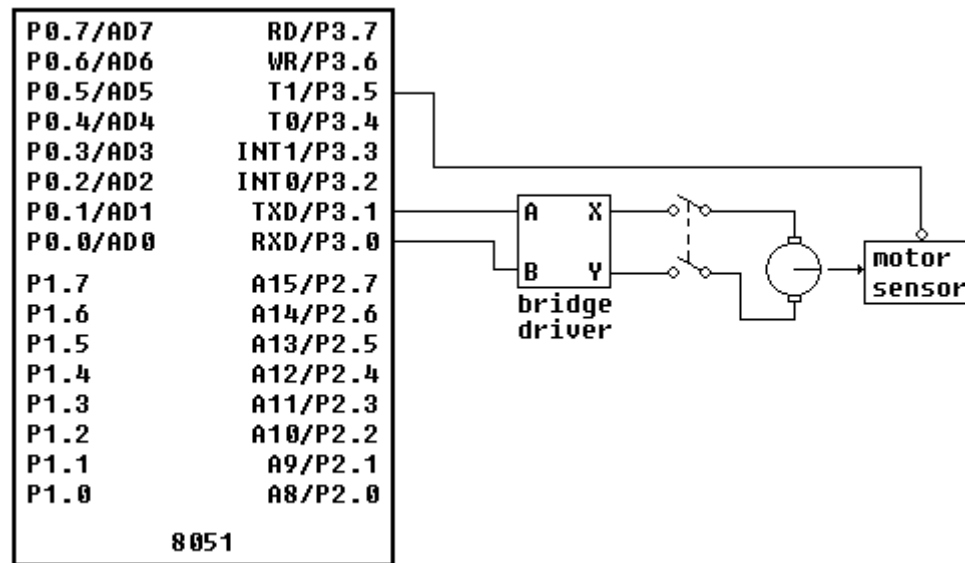 P0.7/AD7 RD/P3.7
P0.6/AD6 WR/P3.6
P0.5/AD5 T1/P3.5
P0.4/AD4 T0/P3.4
P0.3/AD3 INT1/P3.3
P0.2/AD2 INT0/P3.2
P0.1/AD1 TXD/P3.1
P0.0/AD0 RXD/P3.0
P1.7 A15/P2.7
P1.6 A14/P2.6
P1.5 A13/P2.5
P1.4 A12/P2.4
P1.3 A11/P2.3
P1.2 A10/P2.2
P1.1 A9/P2.1
P1.0 A8/P2.0
8051
A X
B Y
bridge
driver
motor
sensor